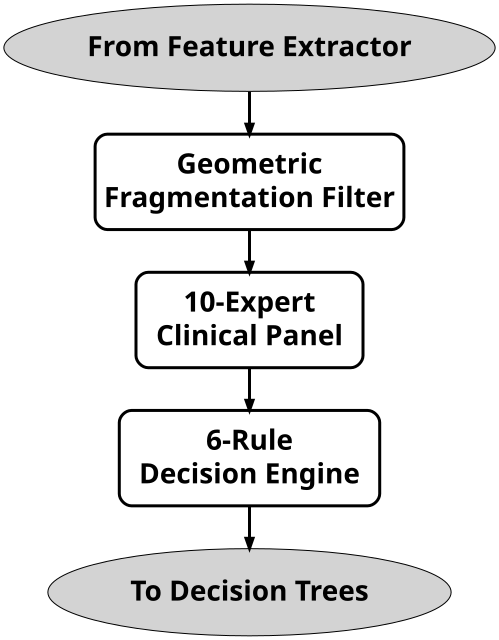 From Feature Extractor
Geometric
Fragmentation Filter
10-Expert
Clinical Panel
6-Rule
Decision Engine
To Decision Trees